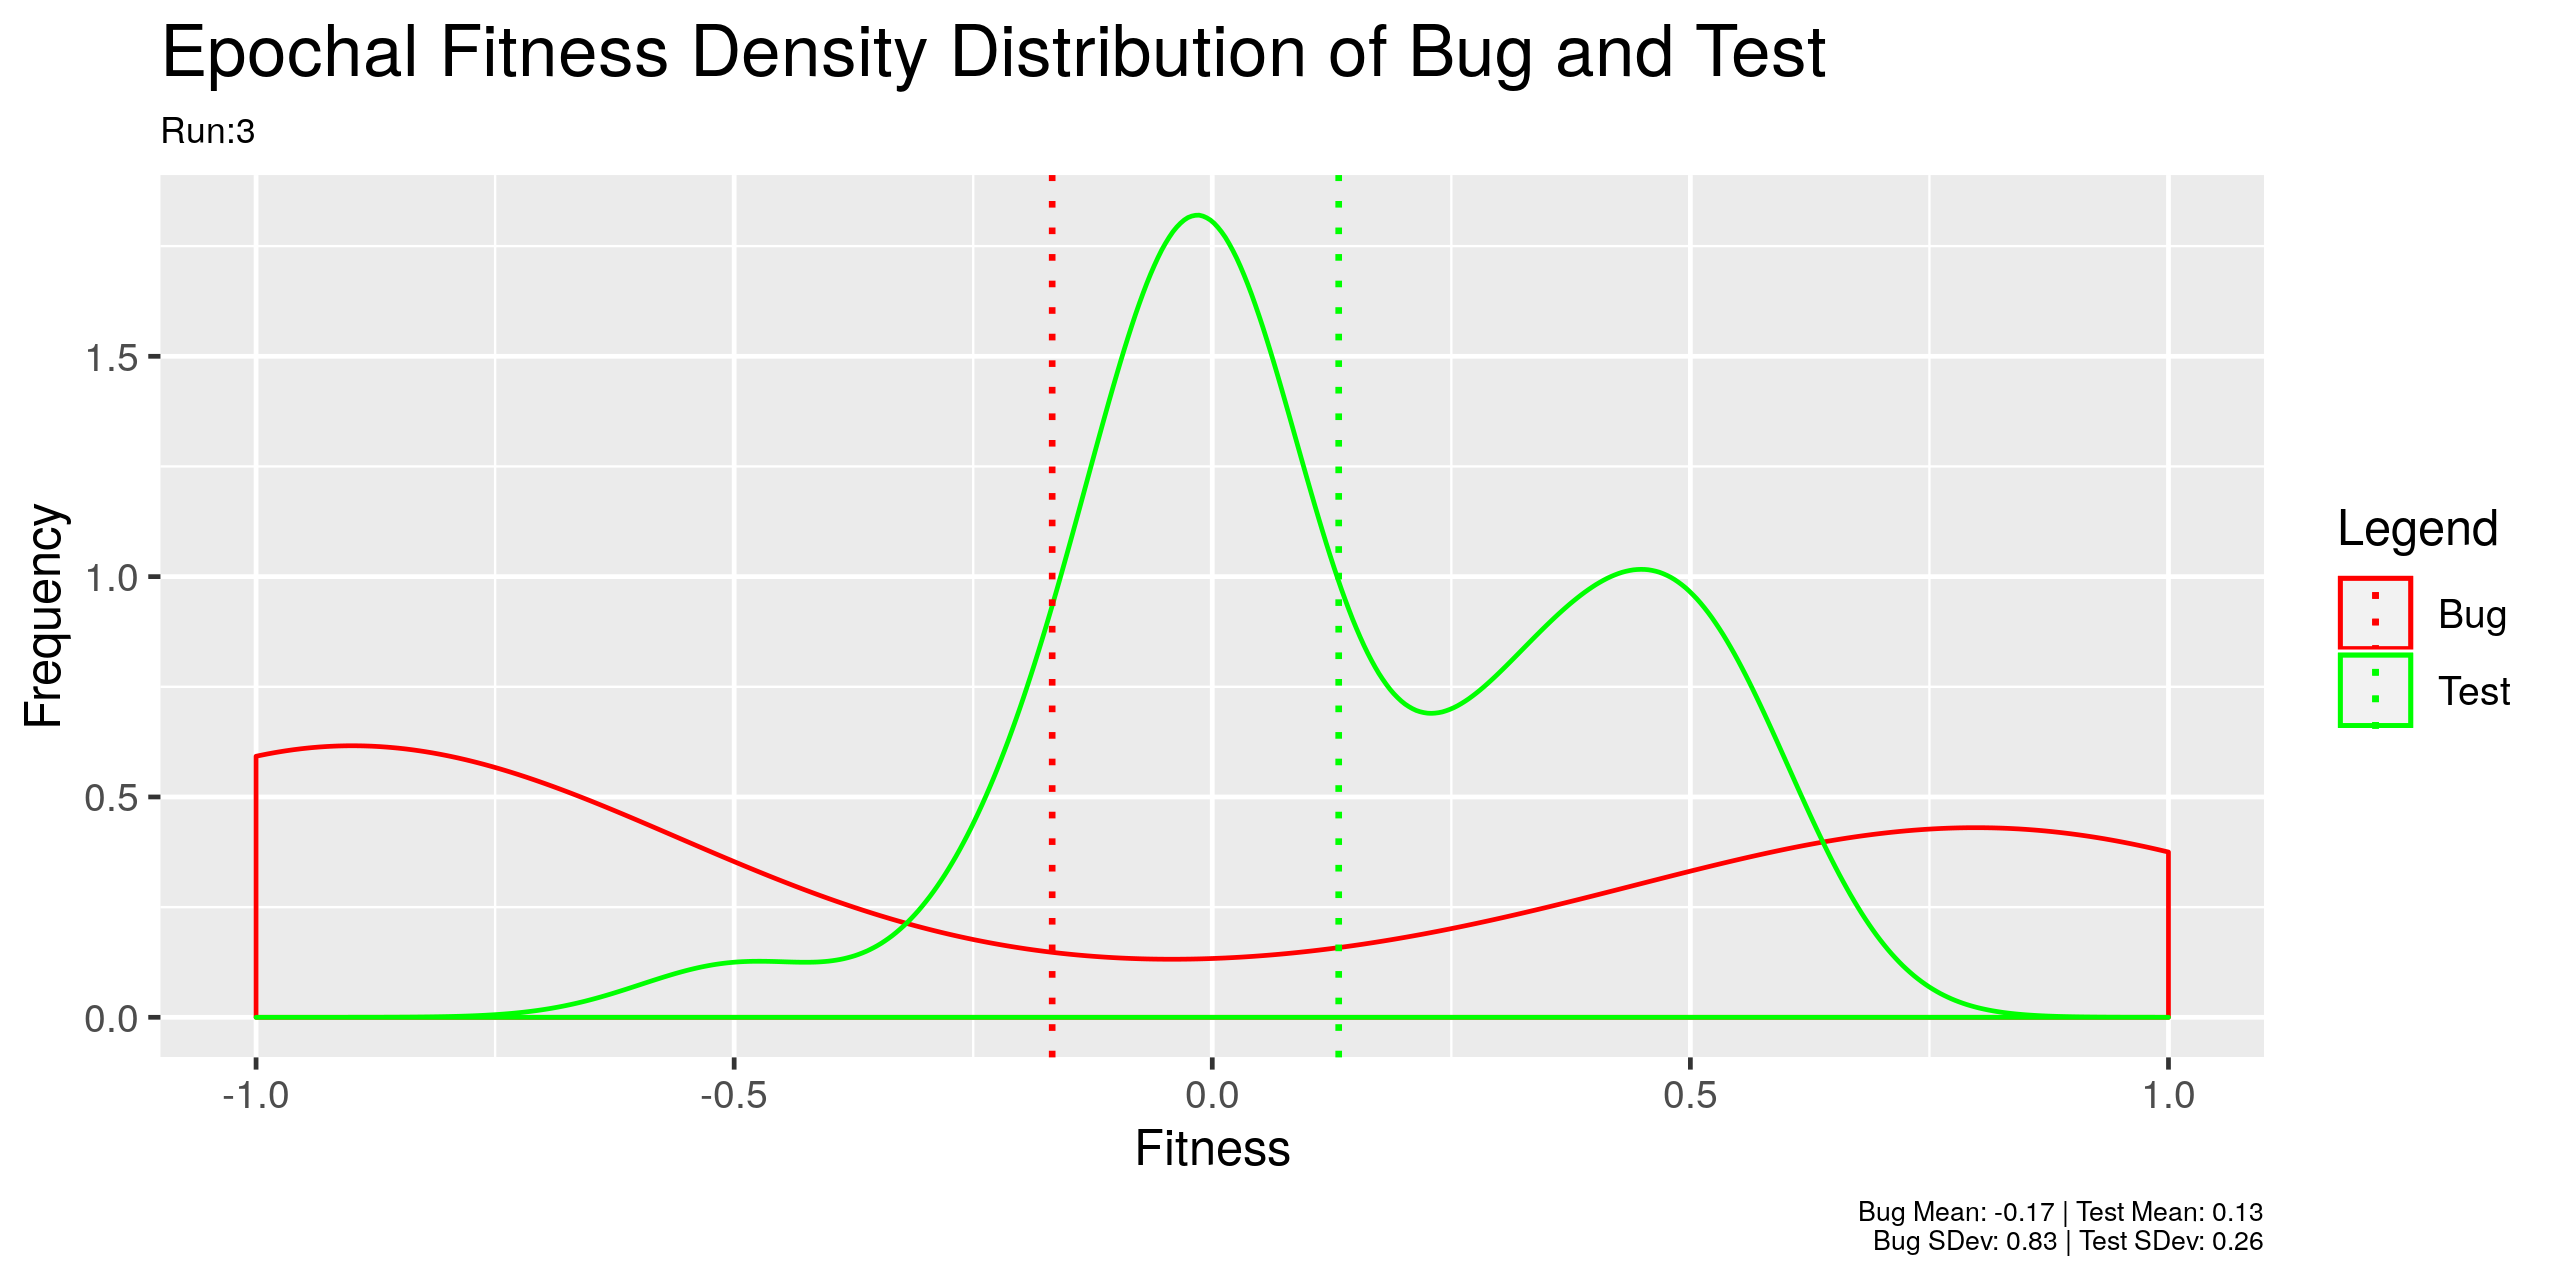 Epochal Fitness Density Distribution of Bug and Test
Run:3
Frequency
1.5
1.0
0.5
0.0
-1.0 -0.5 0.0 0.5 1.0
Fitness
Legend
Bug
Test
Bug Mean: -0.17 | Test Mean: 0.13
Bug SDev: 0.83 | Test SDev: 0.26